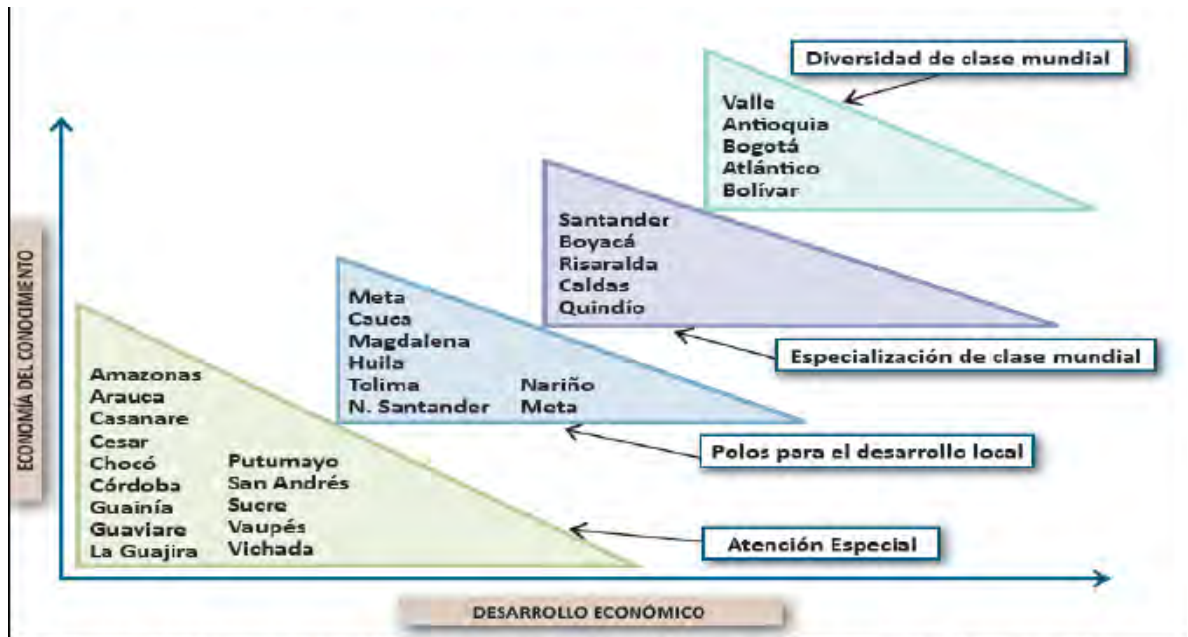 Diversidad de clase mundial
Valle
Antioquia
Bogotá
Atlántico
Bolívar
Santander
Boyacá
Risaralda
Caldas
Quindío
Especialización de clase mundial
Meta
Cauca
Magdalena
Huila
Tolima
N. Santander
Nariño
Meta
Polos para el desarrollo local
Amazonas
Arauca
Casanare
Cesar
Chocó
Córdoba
Guainía
Guaviare
La Guajira
Putumayo
San Andrés
Sucre
Vaupés
Vichada
Atención Especial
ECONOMÍA DEL CONOCIMIENTO
DESARROLLO ECONÓMICO